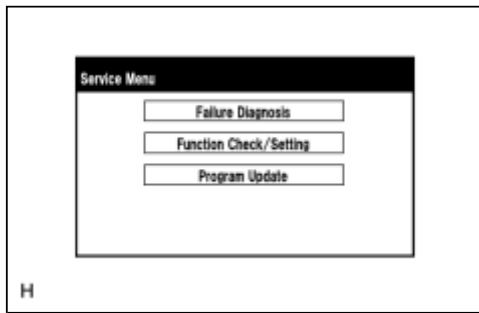 Service Menu
Failure Diagnosis
Function Check/Setting
Program Update
H